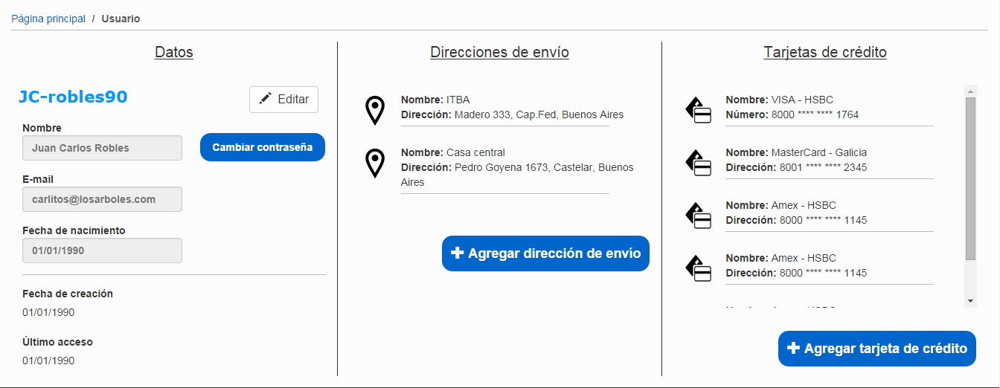 Página principal / Usuario
Datos
JC-robles90
Editar
Nombre
Juan Carlos Robles
Cambiar contraseña
E-mail
carlitos@losarboles.com
Fecha de nacimiento
01/01/1990
Fecha de creación
01/01/1990
Último acceso
01/01/1990
Direcciones de envío
Nombre: ITBA
Dirección: Madero 333, Cap.Fed, Buenos Aires
Nombre: Casa central
Dirección: Pedro Goyena 1673, Castelar, Buenos
Aires
Agregar dirección de envío
Tarjetas de crédito
Nombre: VISA - HSBC
Número: 8000 **** **** 1764
Nombre: MasterCard - Galicia
Dirección: 8001 **** **** 2345
Nombre: Amex - HSBC
Dirección: 8000 **** **** 1145
Nombre: Amex - HSBC
Dirección: 8000 **** **** 1145
Agregar tarjeta de crédito